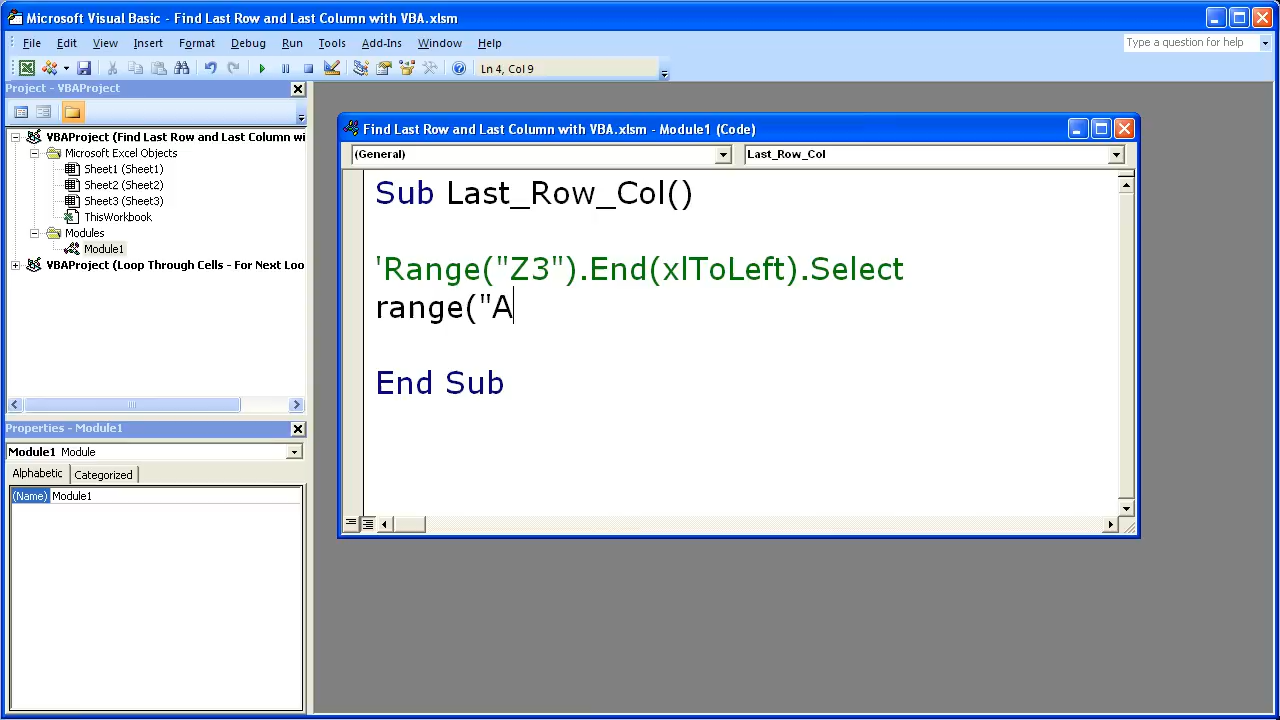 Microsoft Visual Basic - Find Last Row and Last Column with VBA.xlsm
File Edit View Insert Format Debug Run Tools Add-Ins Window Help
Type a question for help
Ln 4, Col 9
Project - VBAProject
VBAProject (Find Last Row and Last Column wi
Microsoft Excel Objects
Sheet1 (Sheet1)
Sheet2 (Sheet2)
Sheet3 (Sheet3)
ThisWorkbook
Modules
Module1
VBAProject (Loop Through Cells - For Next Loo
Properties - Module1
Module1 Module
Alphabetic Categorized
(Name) Module1
Find Last Row and Last Column with VBA.xlsm - Module1 (Code)
(General) Last_Row_Col
Sub Last_Row_Col()
'Range("Z3").End(xlToLeft).Select
range("A
End Sub